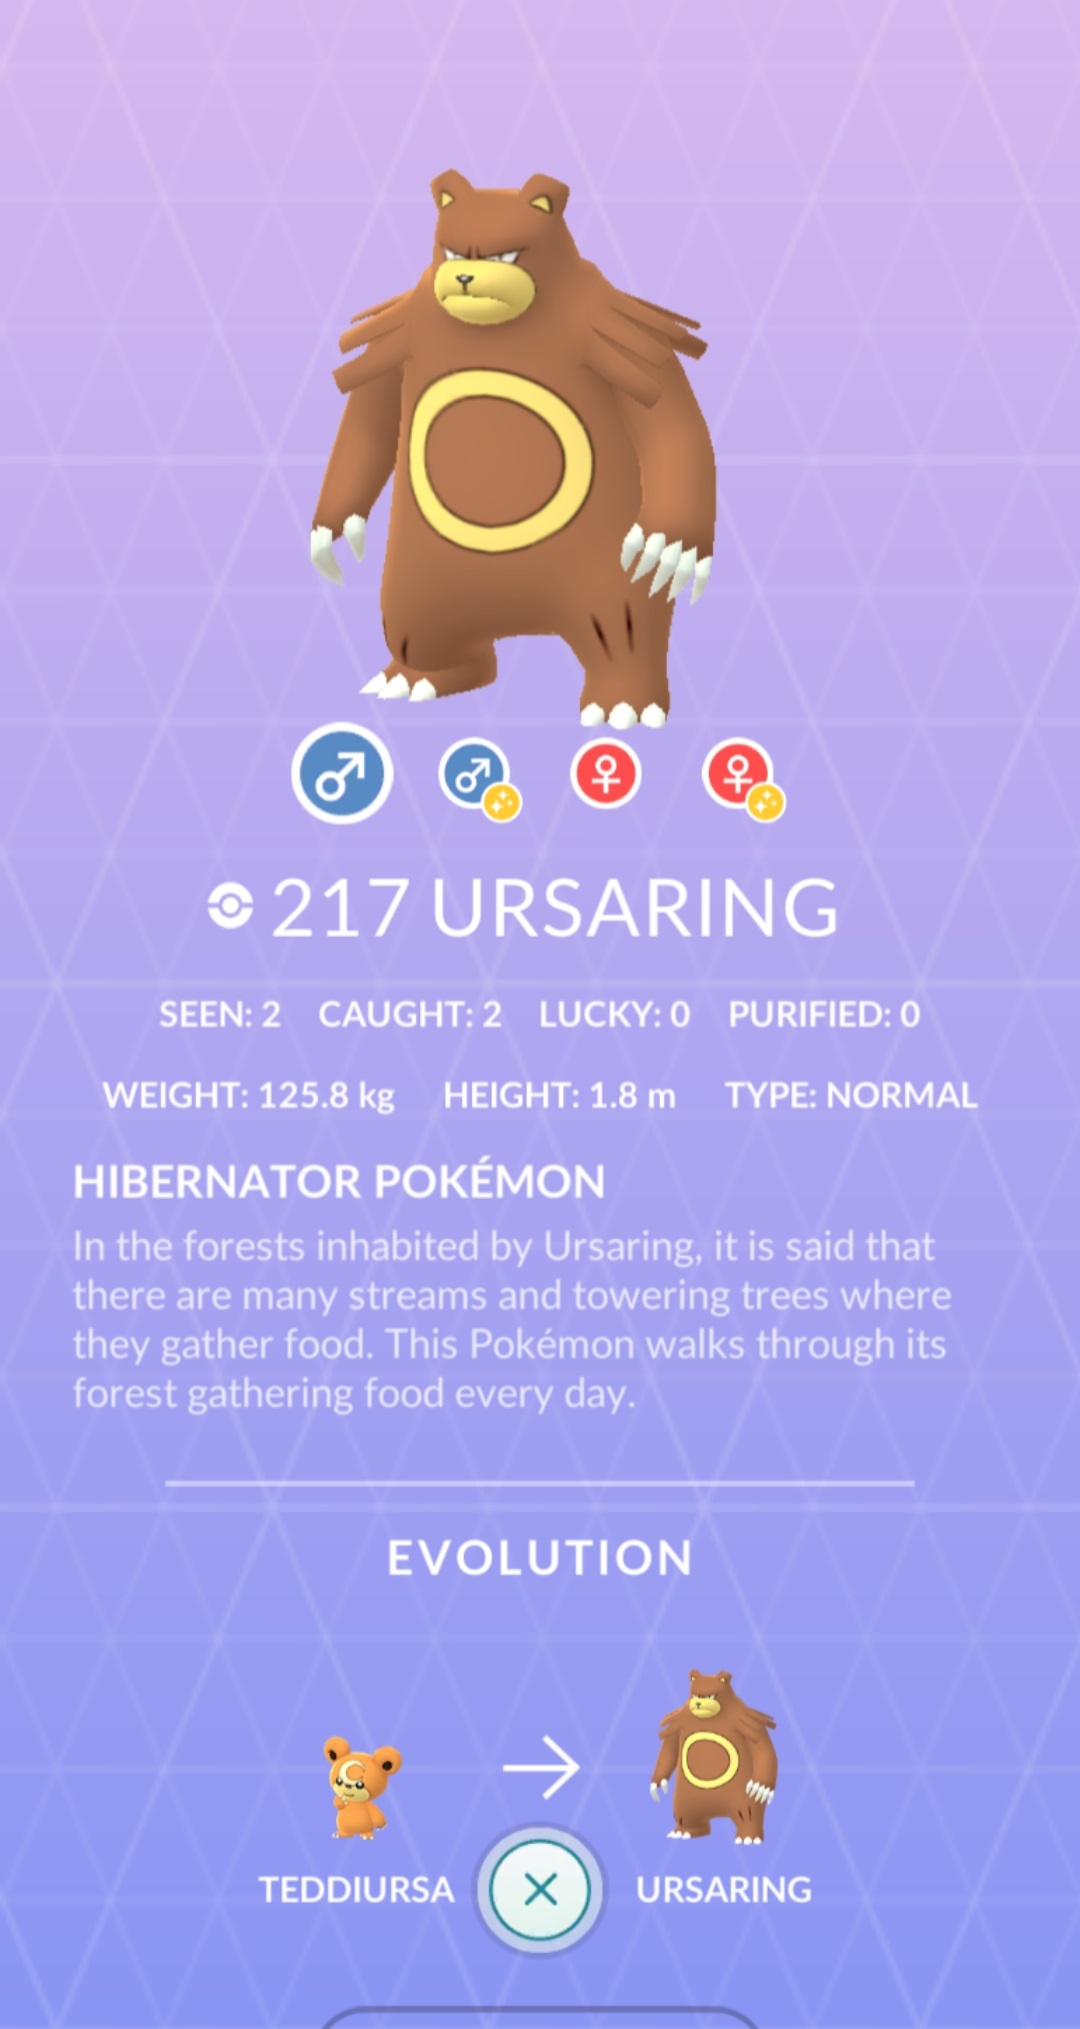 217 URSARING
SEEN: 2 CAUGHT: 2 LUCKY: 0 PURIFIED: 0
WEIGHT: 125.8 kg HEIGHT: 1.8 m TYPE: NORMAL
HIBERNATOR POKÉMON
In the forests inhabited by Ursaring, it is said that
there are many streams and towering trees where
they gather food. This Pokémon walks through its
forest gathering food every day.
EVOLUTION
TEDDIURSA URSARING